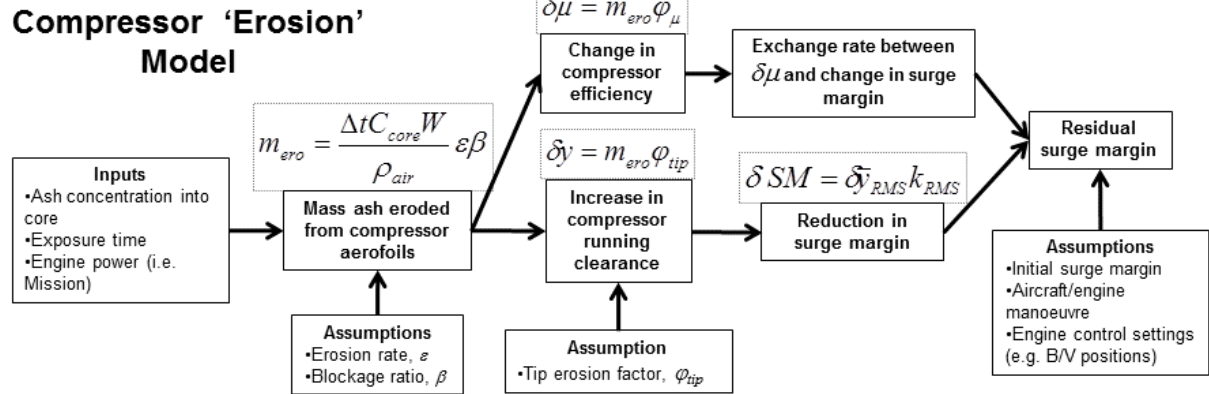 Compressor ‘Erosion’
Model
δμ = m_ero φ_μ
Change in
compressor
efficiency
Exchange rate between
δμ and change in surge
margin
Residual
surge margin
m_ero = (Δt C_core W / ρ_air) εβ
δy = m_ero φ_tip
δ SM = δȳ_RMS k_RMS
Inputs
•Ash concentration into
core
•Exposure time
•Engine power (i.e.
Mission)
Mass ash eroded
from compressor
aerofoils
Increase in
compressor
running
clearance
Reduction in
surge margin
Assumptions
•Erosion rate, ε
•Blockage ratio, β
Assumption
•Tip erosion factor, φ_tip
Assumptions
•Initial surge margin
•Aircraft/engine
manoeuvre
•Engine control settings
(e.g. B/V positions)